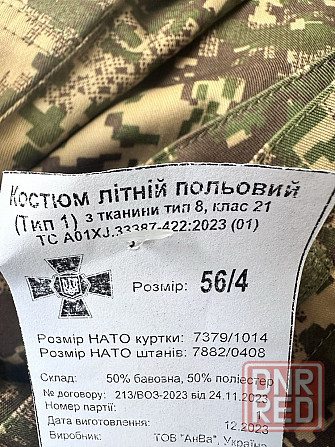 Костюм літній польовий
(Тип 1) з тканини тип 8, клас 21
ТС А01XJ.33387-422:2023 (01)
Розмір: 56/4
Розмір НАТО куртки: 7379/1014
Розмір НАТО штанів: 7882/0408
Склад: 50% бавовна, 50% поліестер
№ договору: 213/ВОЗ-2023 від 24.11.2023
Номер партії:
Дата виготовлення: 12.2023
Виробник: ТОВ "АнВа", Україна
DNR
RED